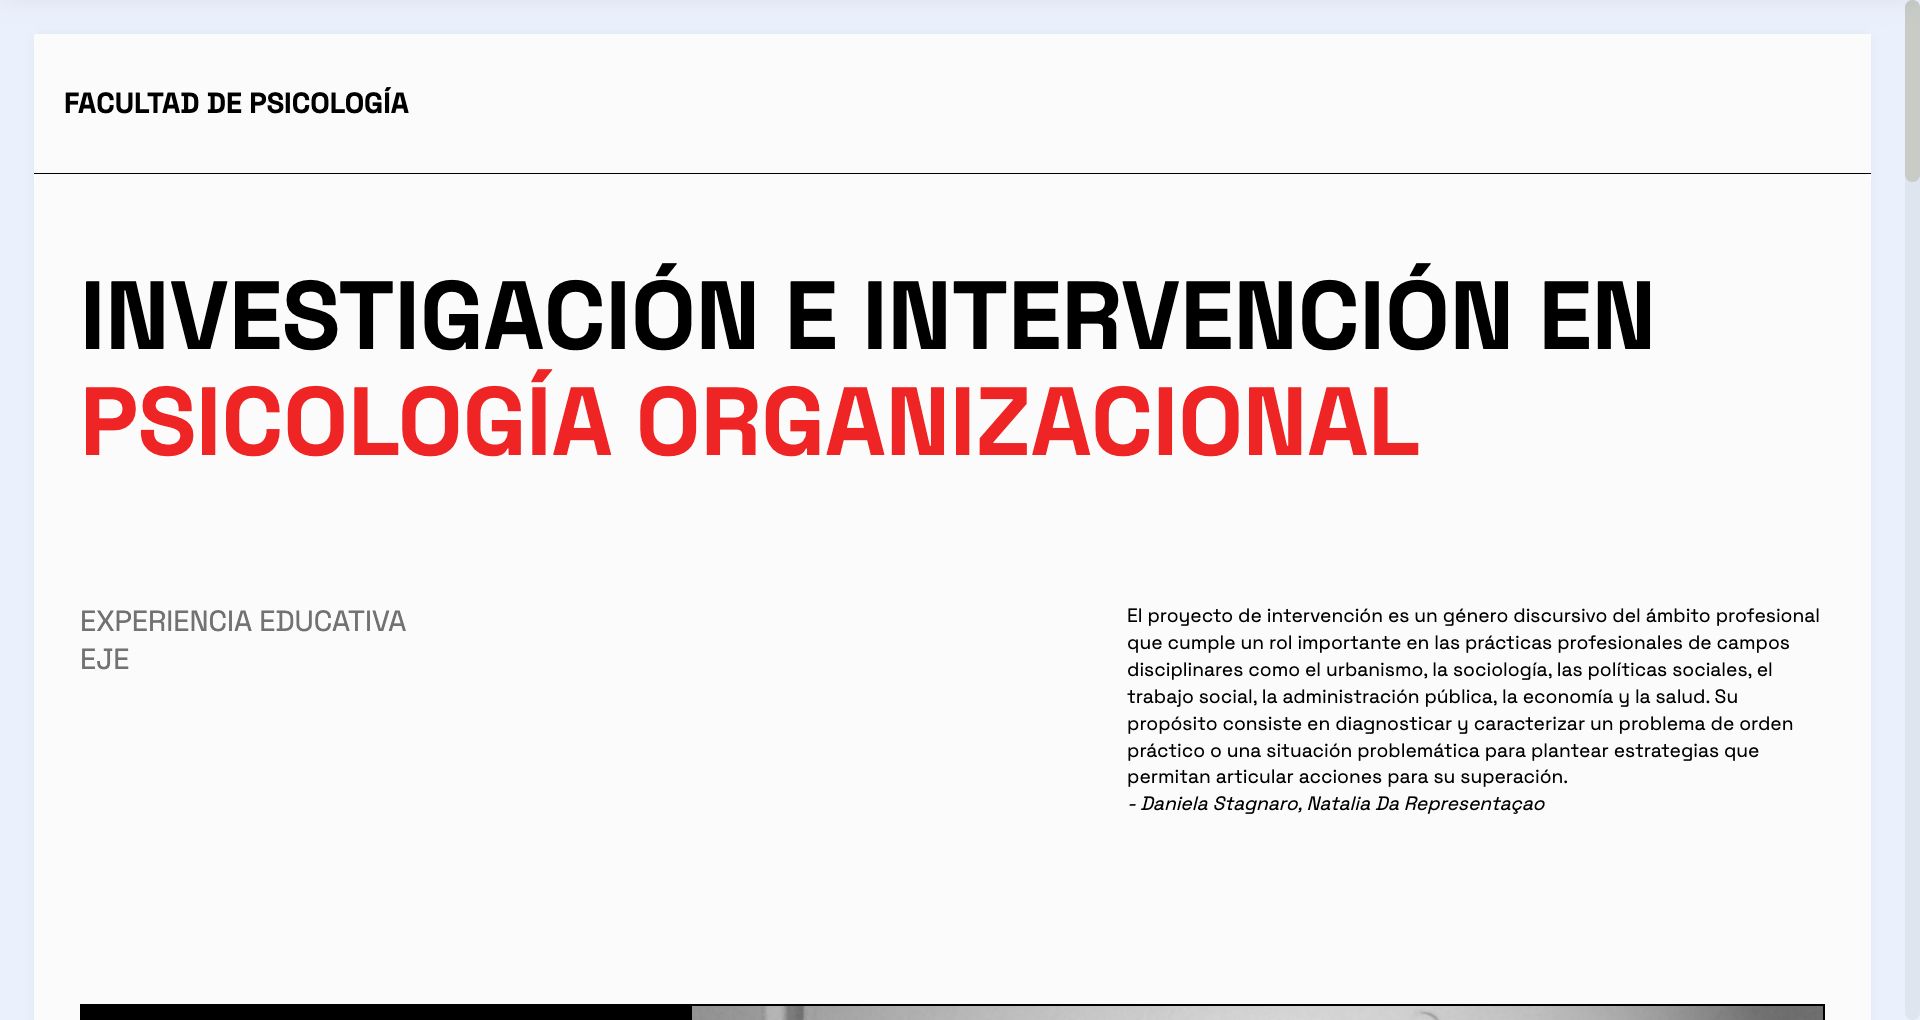 FACULTAD DE PSICOLOGÍA
INVESTIGACIÓN E INTERVENCIÓN EN
PSICOLOGÍA ORGANIZACIONAL
EXPERIENCIA EDUCATIVA
EJE
El proyecto de intervención es un género discursivo del ámbito profesional
que cumple un rol importante en las prácticas profesionales de campos
disciplinares como el urbanismo, la sociología, las políticas sociales, el
trabajo social, la administración pública, la economía y la salud. Su
propósito consiste en diagnosticar y caracterizar un problema de orden
práctico o una situación problemática para plantear estrategias que
permitan articular acciones para su superación.
- Daniela Stagnaro, Natalia Da Representaçao